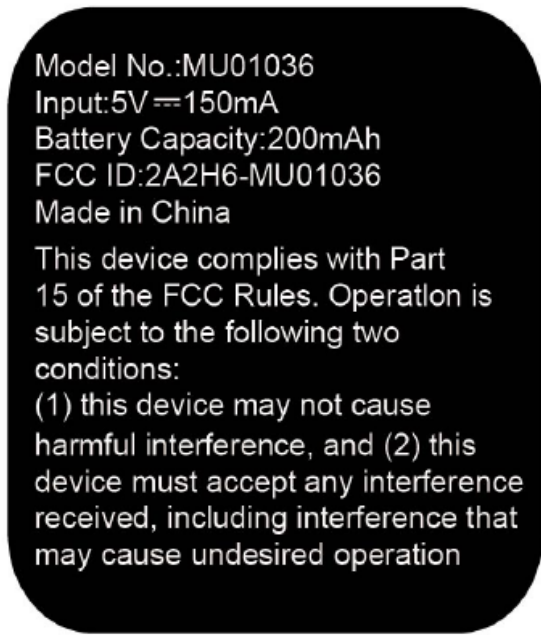 Model No.:MU01036
Input:5V⎓150mA
Battery Capacity:200mAh
FCC ID:2A2H6-MU01036
Made in China
This device complies with Part
15 of the FCC Rules. Operatlon is
subject to the following two
conditions:
(1) this device may not cause
harmful interference, and (2) this
device must accept any interference
received, including interference that
may cause undesired operation